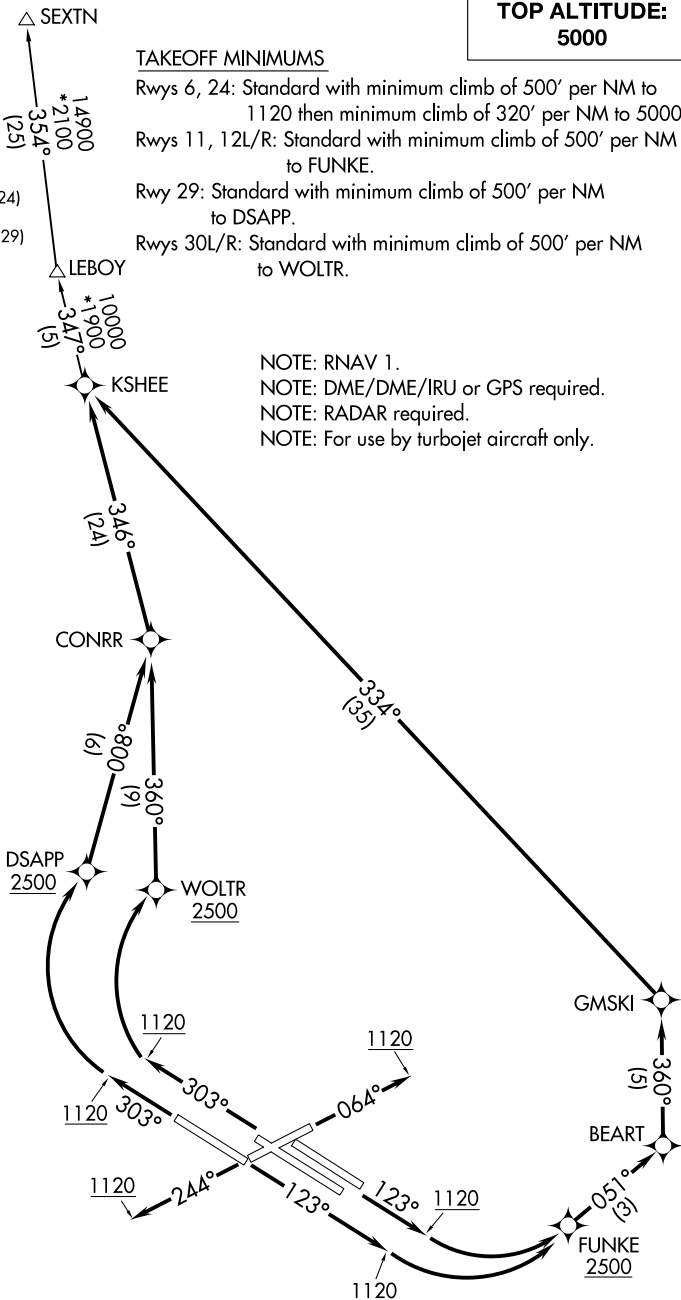 SEXTN
TOP ALTITUDE:
5000
TAKEOFF MINIMUMS
Rwys 6, 24: Standard with minimum climb of 500' per NM to
1120 then minimum climb of 320' per NM to 5000
Rwys 11, 12L/R: Standard with minimum climb of 500' per NM
to FUNKE.
Rwy 29: Standard with minimum climb of 500' per NM
to DSAPP.
Rwys 30L/R: Standard with minimum climb of 500' per NM
to WOLTR.
14900
*2100
354°
(25)
24)
29)
LEBOY
10000
*1900
347°
(5)
KSHEE
NOTE: RNAV 1.
NOTE: DME/DME/IRU or GPS required.
NOTE: RADAR required.
NOTE: For use by turbojet aircraft only.
346°
(24)
CONRR
334°
(35)
008°
(6)
360°
(9)
DSAPP
2500
WOLTR
2500
GMSKI
1120
1120
360°
(5)
303°
303°
1120
064°
BEART
1120
244°
123°
123°
1120
051°
(3)
FUNKE
2500
1120